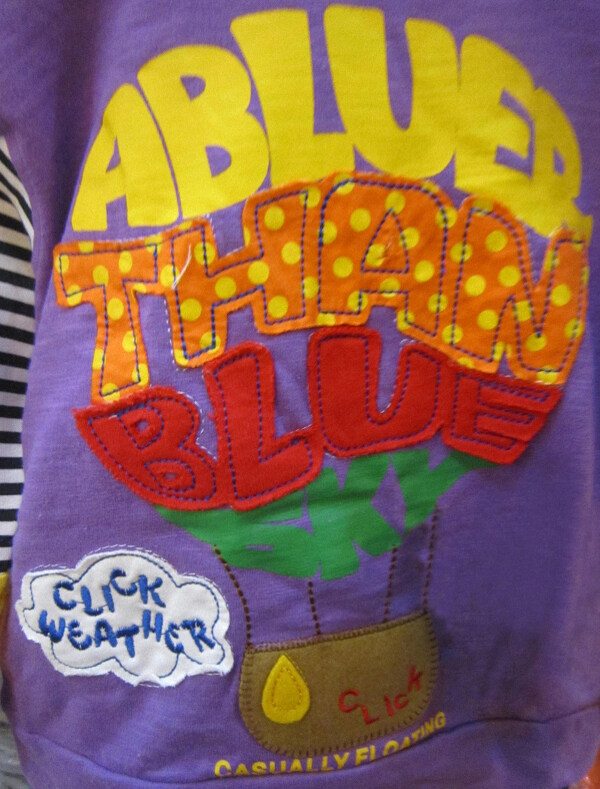 ABLUER
THAN
BLUE
SKY
CLICK
WEATHER
CLICK
CASUALLY FLOATING